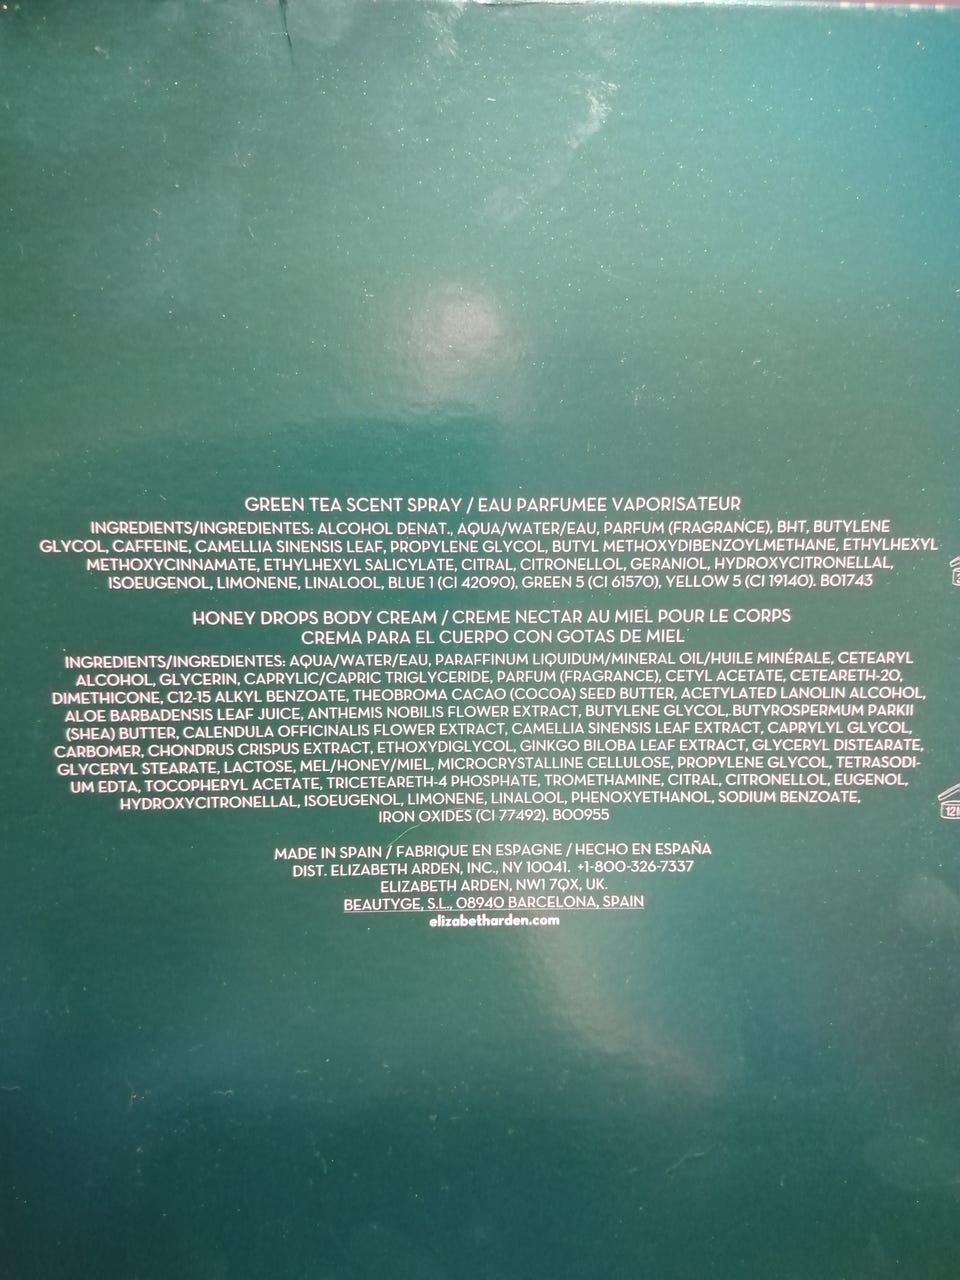 GREEN TEA SCENT SPRAY / EAU PARFUMEE VAPORISATEUR
INGREDIENTS/INGREDIENTES: ALCOHOL DENAT., AQUA/WATER/EAU, PARFUM (FRAGRANCE), BHT, BUTYLENE
GLYCOL, CAFFEINE, CAMELLIA SINENSIS LEAF, PROPYLENE GLYCOL, BUTYL METHOXYDIBENZOYLMETHANE, ETHYLHEXYL
METHOXYCINNAMATE, ETHYLHEXYL SALICYLATE, CITRAL, CITRONELLOL, GERANIOL, HYDROXYCITRONELLAL,
ISOEUGENOL, LIMONENE, LINALOOL, BLUE 1 (CI 42090), GREEN 5 (CI 61570), YELLOW 5 (CI 19140). BO1743
HONEY DROPS BODY CREAM / CREME NECTAR AU MIEL POUR LE CORPS
CREMA PARA EL CUERPO CON GOTAS DE MIEL
INGREDIENTS/INGREDIENTES: AQUA/WATER/EAU, PARAFFINUM LIQUIDUM/MINERAL OIL/HUILE MINÉRALE, CETEARYL
ALCOHOL, GLYCERIN, CAPRYLIC/CAPRIC TRIGLYCERIDE, PARFUM (FRAGRANCE), CETYL ACETATE, CETEARETH-20,
DIMETHICONE, C12-15 ALKYL BENZOATE, THEOBROMA CACAO (COCOA) SEED BUTTER, ACETYLATED LANOLIN ALCOHOL,
ALOE BARBADENSIS LEAF JUICE, ANTHEMIS NOBILIS FLOWER EXTRACT, BUTYLENE GLYCOL, BUTYROSPERMUM PARKII
(SHEA) BUTTER, CALENDULA OFFICINALIS FLOWER EXTRACT, CAMELLIA SINENSIS LEAF EXTRACT, CAPRYLYL GLYCOL,
CARBOMER, CHONDRUS CRISPUS EXTRACT, ETHOXYDIGLYCOL, GINKGO BILOBA LEAF EXTRACT, GLYCERYL DISTEARATE,
GLYCERYL STEARATE, LACTOSE, MEL/HONEY/MIEL, MICROCRYSTALLINE CELLULOSE, PROPYLENE GLYCOL, TETRASODI-
UM EDTA, TOCOPHERYL ACETATE, TRICETEARETH-4 PHOSPHATE, TROMETHAMINE, CITRAL, CITRONELLOL, EUGENOL,
HYDROXYCITRONELLAL, ISOEUGENOL, LIMONENE, LINALOOL, PHENOXYETHANOL, SODIUM BENZOATE,
IRON OXIDES (CI 77492). BO0955
MADE IN SPAIN / FABRIQUE EN ESPAGNE / HECHO EN ESPAÑA
DIST. ELIZABETH ARDEN, INC., NY 10041. +1-800-326-7337
ELIZABETH ARDEN, NW1 7QX, UK.
BEAUTYGE, S.L., 08940 BARCELONA, SPAIN
elizabetharden.com